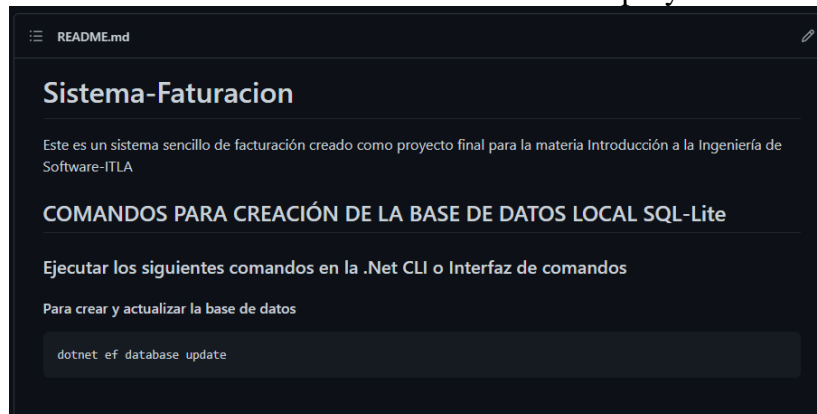 README.md
Sistema-Faturacion
Este es un sistema sencillo de facturación creado como proyecto final para la materia Introducción a la Ingeniería de
Software-ITLA
COMANDOS PARA CREACIÓN DE LA BASE DE DATOS LOCAL SQL-Lite
Ejecutar los siguientes comandos en la .Net CLI o Interfaz de comandos
Para crear y actualizar la base de datos
dotnet ef database update